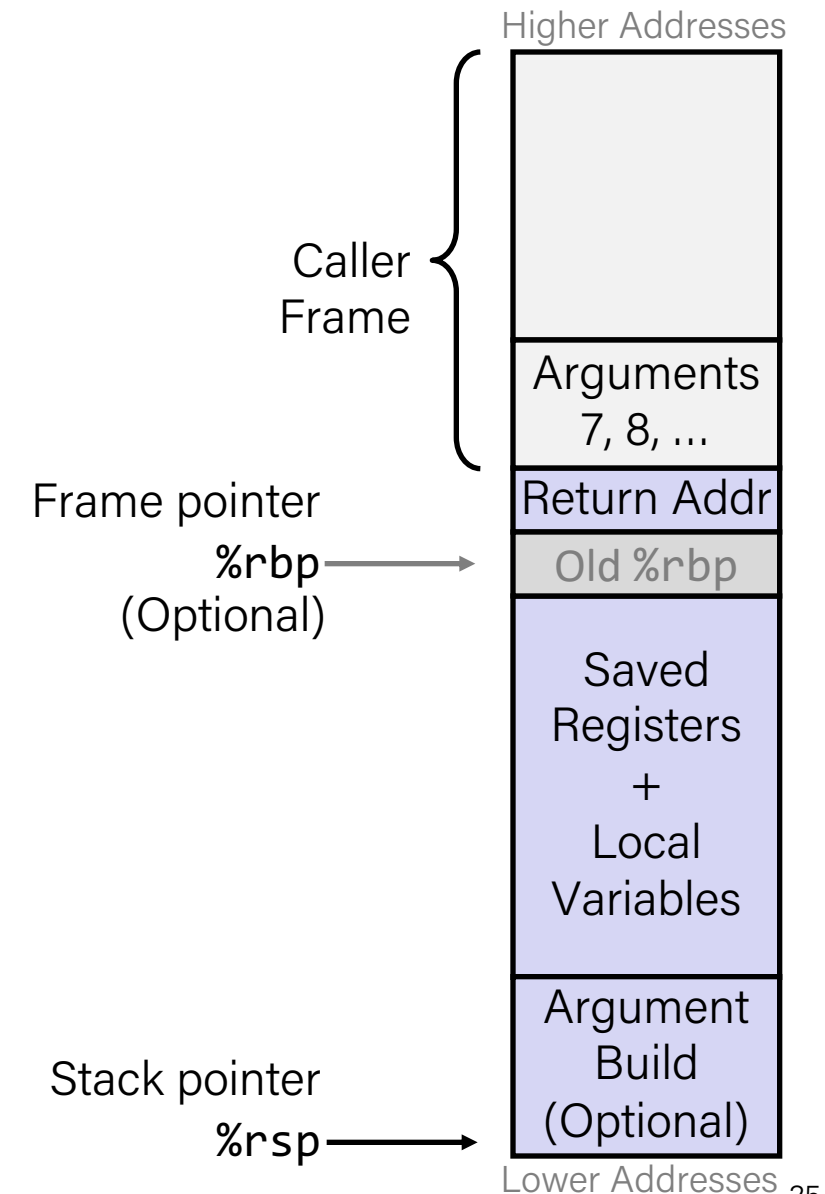 Higher Addresses
Caller
Frame
Arguments
7, 8, ...
Frame pointer
Return Addr
%rbp
Old %rbp
(Optional)
Saved
Registers
+
Local
Variables
Argument
Build
(Optional)
Stack pointer
%rsp
Lower Addresses